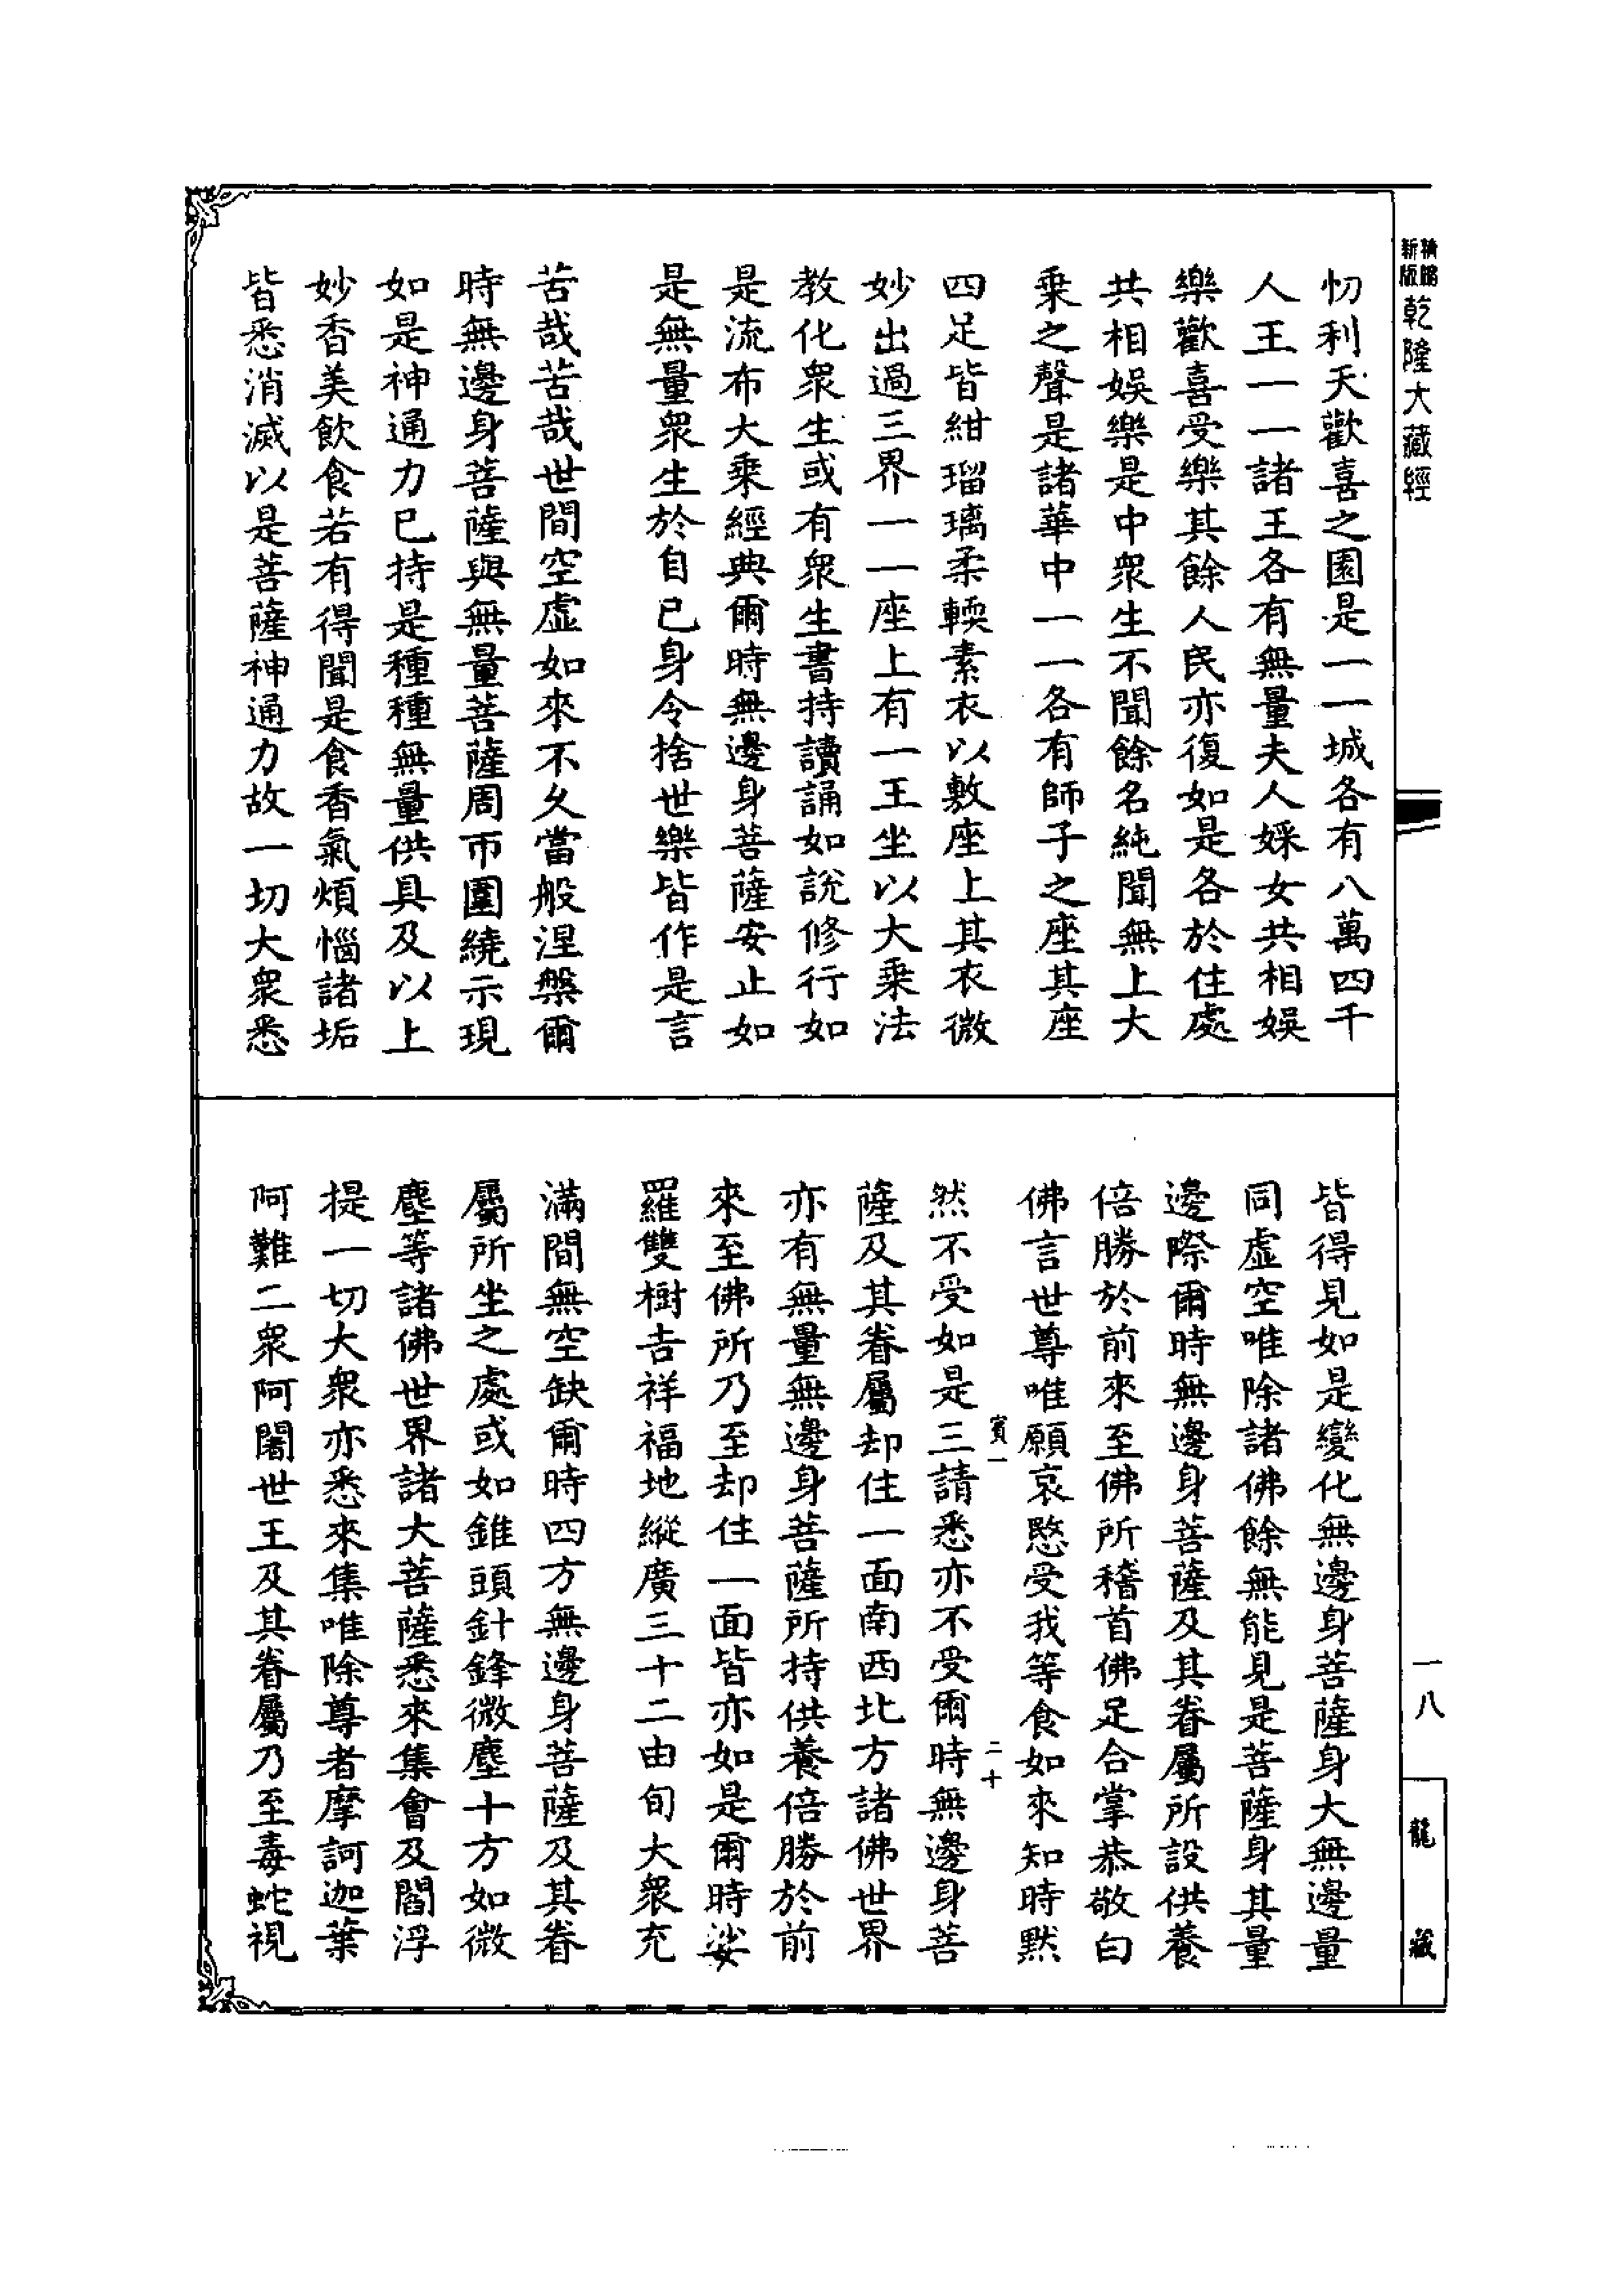 新版
精縮
乾隆大藏經
忉利天歡喜之園是一一城各有八萬四千
人王一一諸王各有無量夫人婇女共相娛
樂歡喜受樂其餘人民亦復如是各於住處
共相娛樂是中衆生不聞餘名純聞無上大
乗之聲是諸華中一一各有師子之座其座
四足皆紺瑠璃柔輭素衣以敷座上其衣微
妙出過三界一一座上有一王坐以大乗法
教化衆生或有衆生書持讀誦如說修行如
是流布大乘經典爾時無邊身菩薩安止如
是無量衆生於自已身令捨世樂皆作是言
苦哉苦哉世間空虛如來不久當般涅槃爾
時無邊身菩薩與無量菩薩周帀圍繞示現
如是神通力已持是種種無量供具及以上
妙香美飲食若有得聞是食香氣煩惱諸垢
皆悉消滅以是菩薩神通力故一切大衆悉
皆得見如是變化無邊身菩薩身大無邊量
同虛空唯除諸佛餘無能見是菩薩身其量
邊際爾時無邊身菩薩及其眷屬所設供養
倍勝於前來至佛所稽首佛足合掌恭敬白
佛言世尊唯願哀愍受我等食如來知時默
賓一
二十
然不受如是三請悉亦不受爾時無邊身菩
薩及其眷屬却住一面南西北方諸佛世界
亦有無量無邊身菩薩所持供養倍勝於前
來至佛所乃至却住一面皆亦如是爾時娑
羅雙樹吉祥福地縱廣三十二由旬大衆充
滿間無空缺爾時四方無邊身菩薩及其眷
屬所坐之處或如錐頭針鋒微塵十方如微
塵等諸佛世界諸大菩薩悉來集會及閻浮
提一切大衆亦悉來集唯除尊者摩訶迦葉
阿難二衆阿闍世王及其眷屬乃至毒蛇視
一八
龍藏